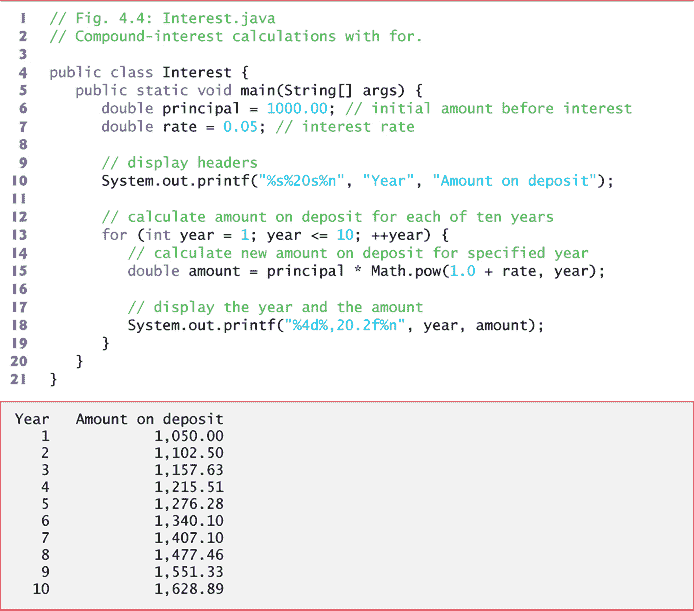 1 // Fig. 4.4: Interest.java
2 // Compound-interest calculations with for.
3
4 public class Interest {
5    public static void main(String[] args) {
6       double principal = 1000.00; // initial amount before interest
7       double rate = 0.05; // interest rate
8
9       // display headers
10       System.out.printf("%s%20s%n", "Year", "Amount on deposit");
11
12       // calculate amount on deposit for each of ten years
13       for (int year = 1; year <= 10; ++year) {
14          // calculate new amount on deposit for specified year
15          double amount = principal * Math.pow(1.0 + rate, year);
16
17          // display the year and the amount
18          System.out.printf("%4d%,20.2f%n", year, amount);
19       }
20    }
21 }
Year   Amount on deposit
   1            1,050.00
   2            1,102.50
   3            1,157.63
   4            1,215.51
   5            1,276.28
   6            1,340.10
   7            1,407.10
   8            1,477.46
   9            1,551.33
  10            1,628.89